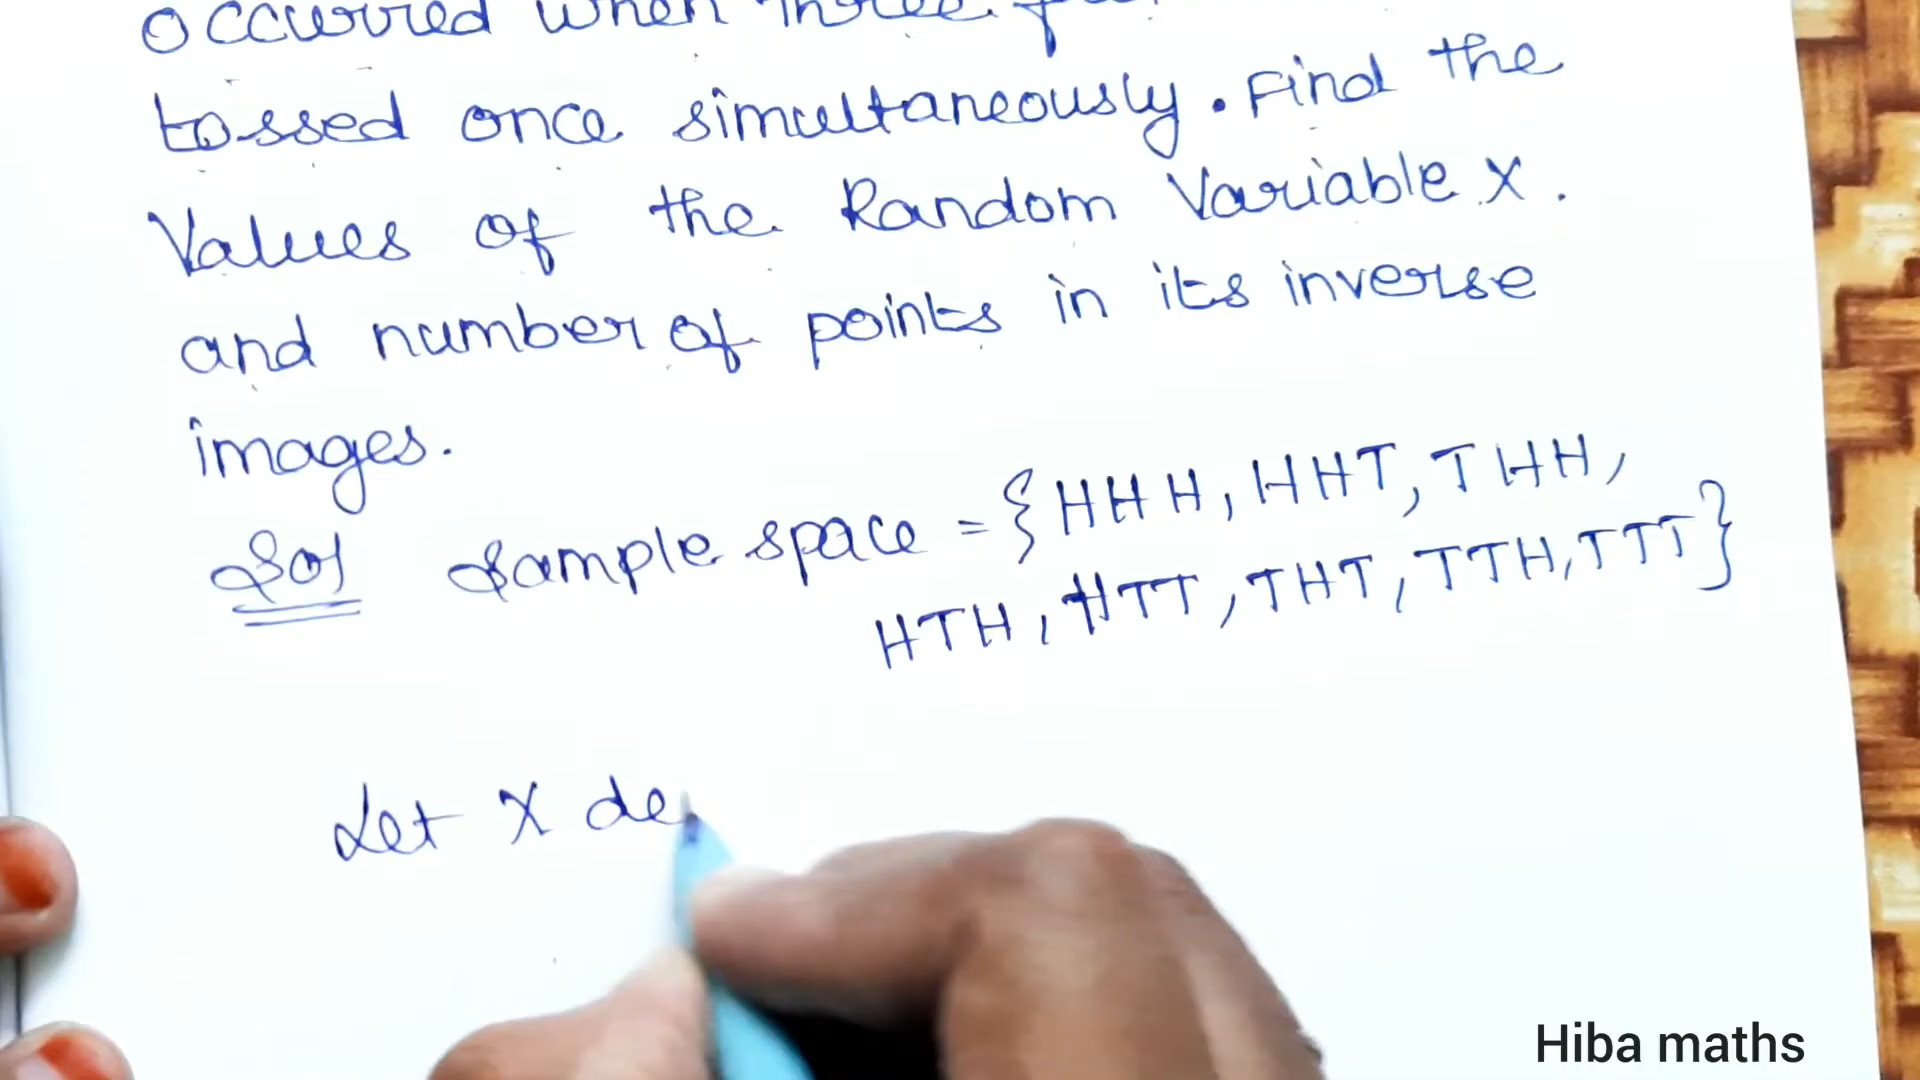 occurred when three
tossed once simultaneously. Find the
Values of the Random Variable X.
and number of points in its inverse
images.
Sol Sample space = {HHH, HHT, THH,
HTH, HTT, THT, TTH, TTT}
Let X de
Hiba maths